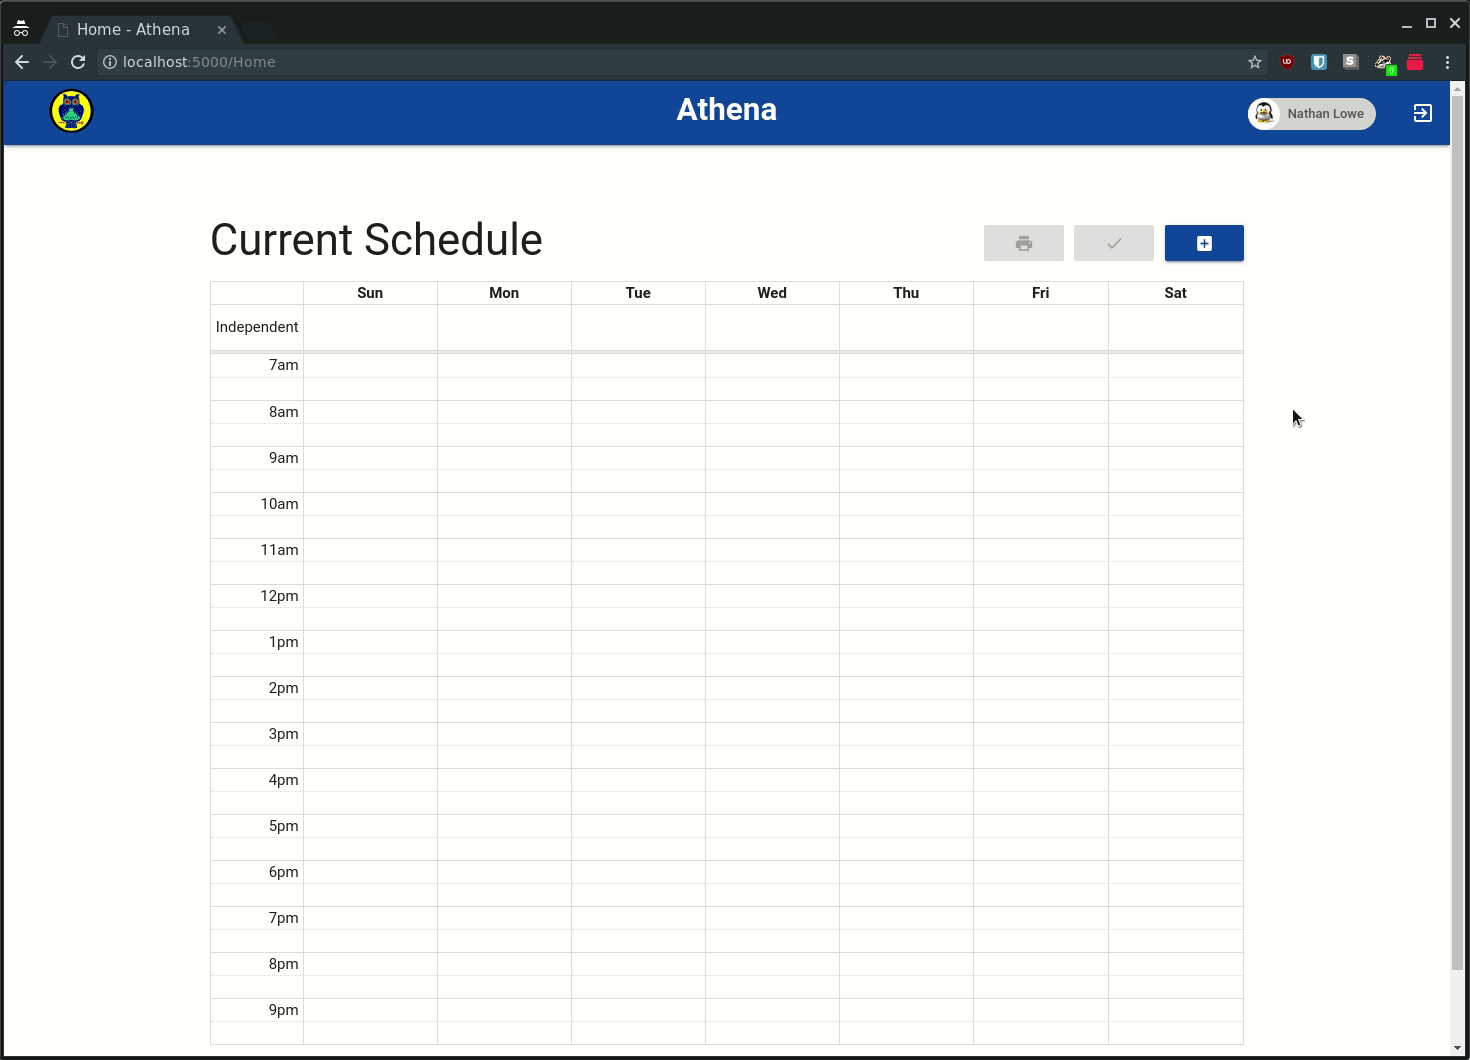 Home - Athena
localhost:5000/Home
Athena
Nathan Lowe
Current Schedule
Sun Mon Tue Wed Thu Fri Sat
Independent
7am
8am
9am
10am
11am
12pm
1pm
2pm
3pm
4pm
5pm
6pm
7pm
8pm
9pm